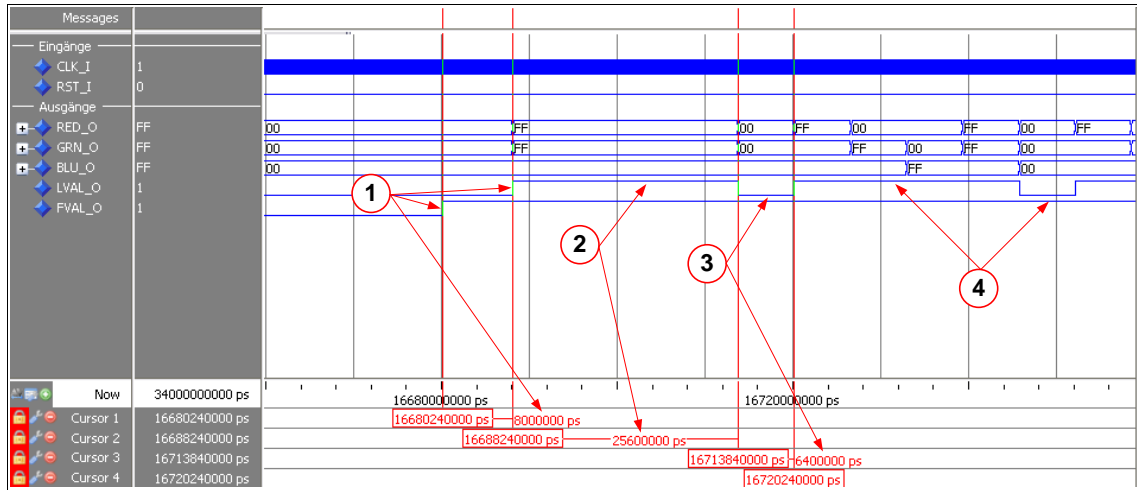 Messages
Eingänge
CLK_I 1
RST_I 0
Ausgänge
RED_O FF 00 FF 00 FF 00 FF 00 FF
GRN_O FF 00 FF 00 FF 00 FF 00
BLU_O FF 00 FF 00
LVAL_O 1
FVAL_O 1
1
2
3
4
Now 34000000000 ps 16680000000 ps 16720000000 ps
Cursor 1 16680240000 ps 16680240000 ps 8000000 ps
Cursor 2 16688240000 ps 16688240000 ps 25600000 ps
Cursor 3 16713840000 ps 16713840000 ps 6400000 ps
Cursor 4 16720240000 ps 16720240000 ps